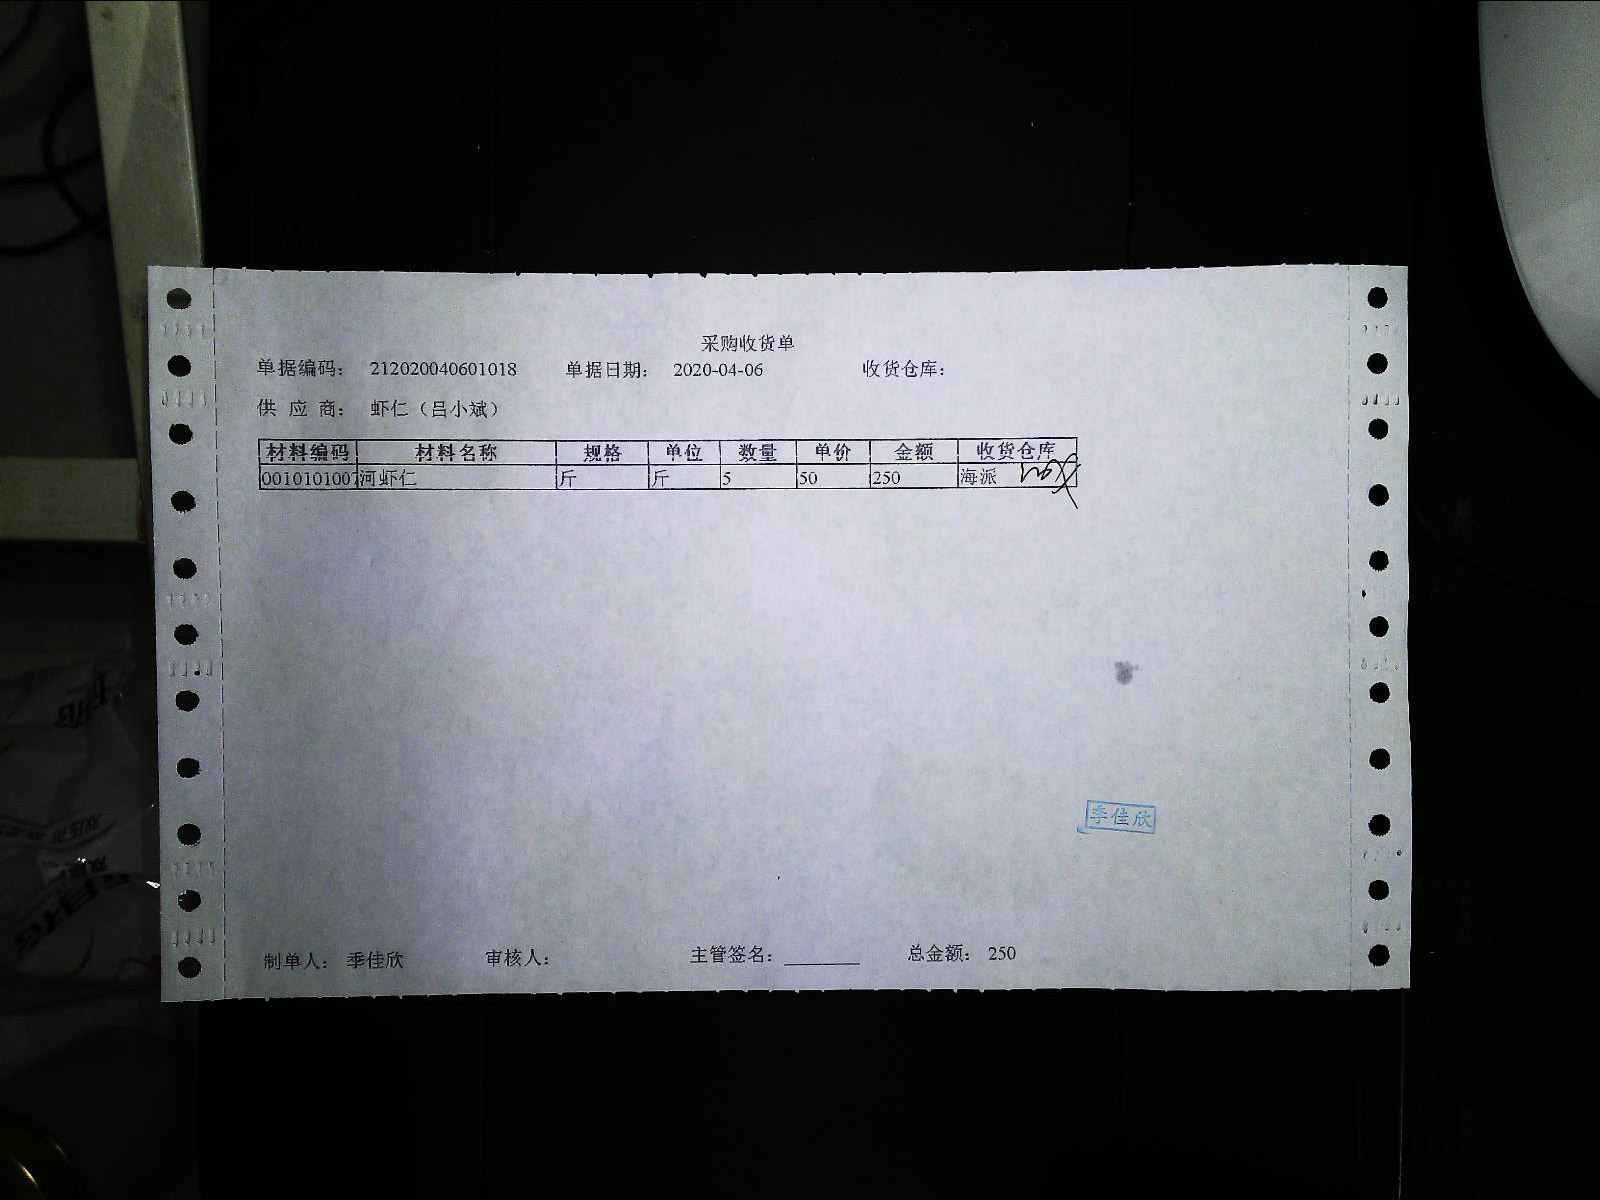 采购收货单
单据编码： 212020040601018 单据日期： 2020-04-06 收货仓库：
供 应 商： 虾仁（吕小斌）
材料编码 材料名称 规格 单位 数量 单价 金额 收货仓库
0010101007 河虾仁 斤 斤 5 50 250 海派
季佳欣
制单人： 季佳欣 审核人： 主管签名：________ 总金额： 250